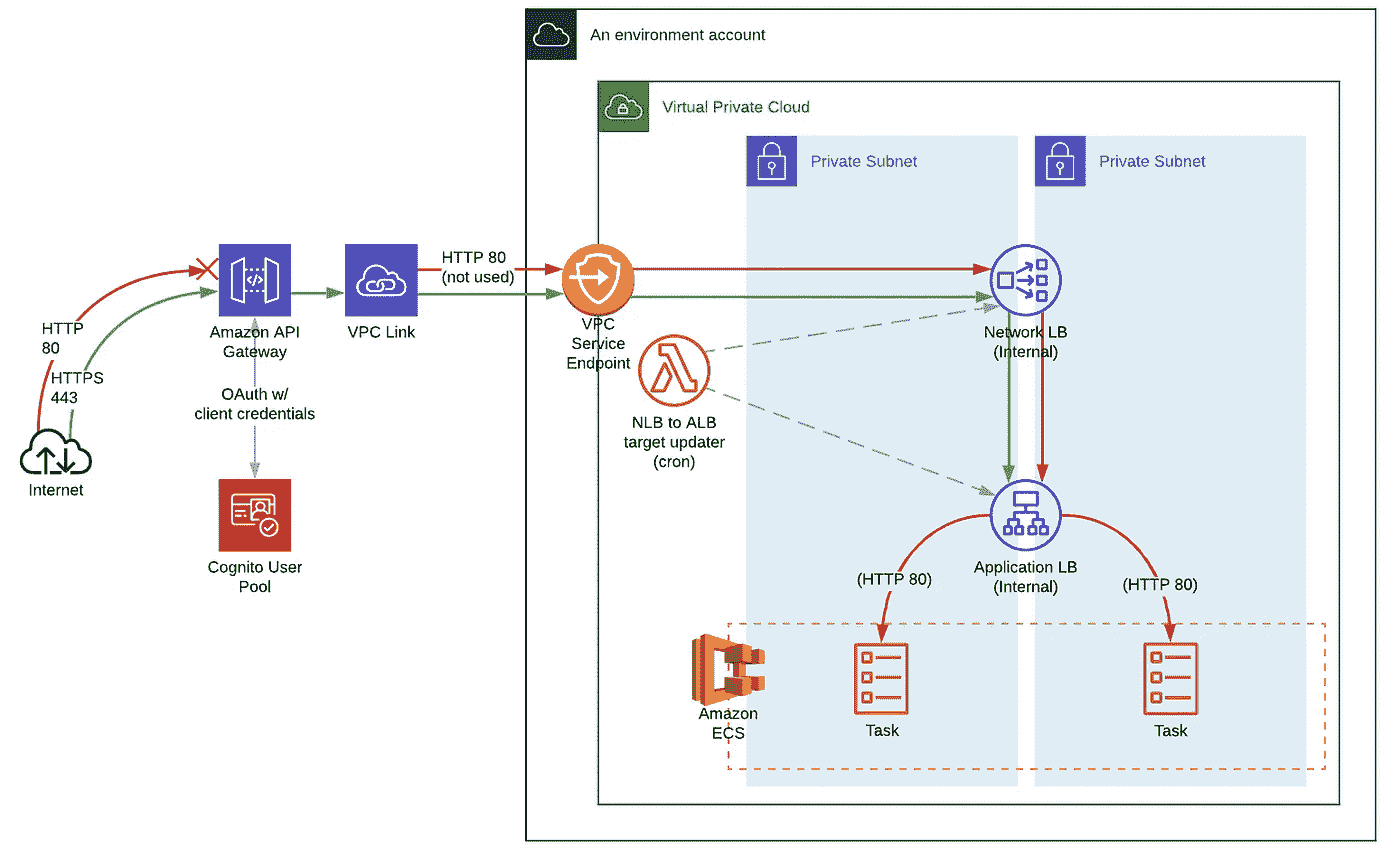 An environment account
Virtual Private Cloud
Private Subnet
Private Subnet
HTTP 80
(not used)
HTTP
80
HTTPS
443
Amazon API
Gateway
VPC Link
VPC
Service
Endpoint
Network LB
(Internal)
OAuth w/
client credentials
NLB to ALB
target updater
(cron)
Internet
Cognito User
Pool
Application LB
(Internal)
(HTTP 80)
(HTTP 80)
Amazon
ECS
Task
Task